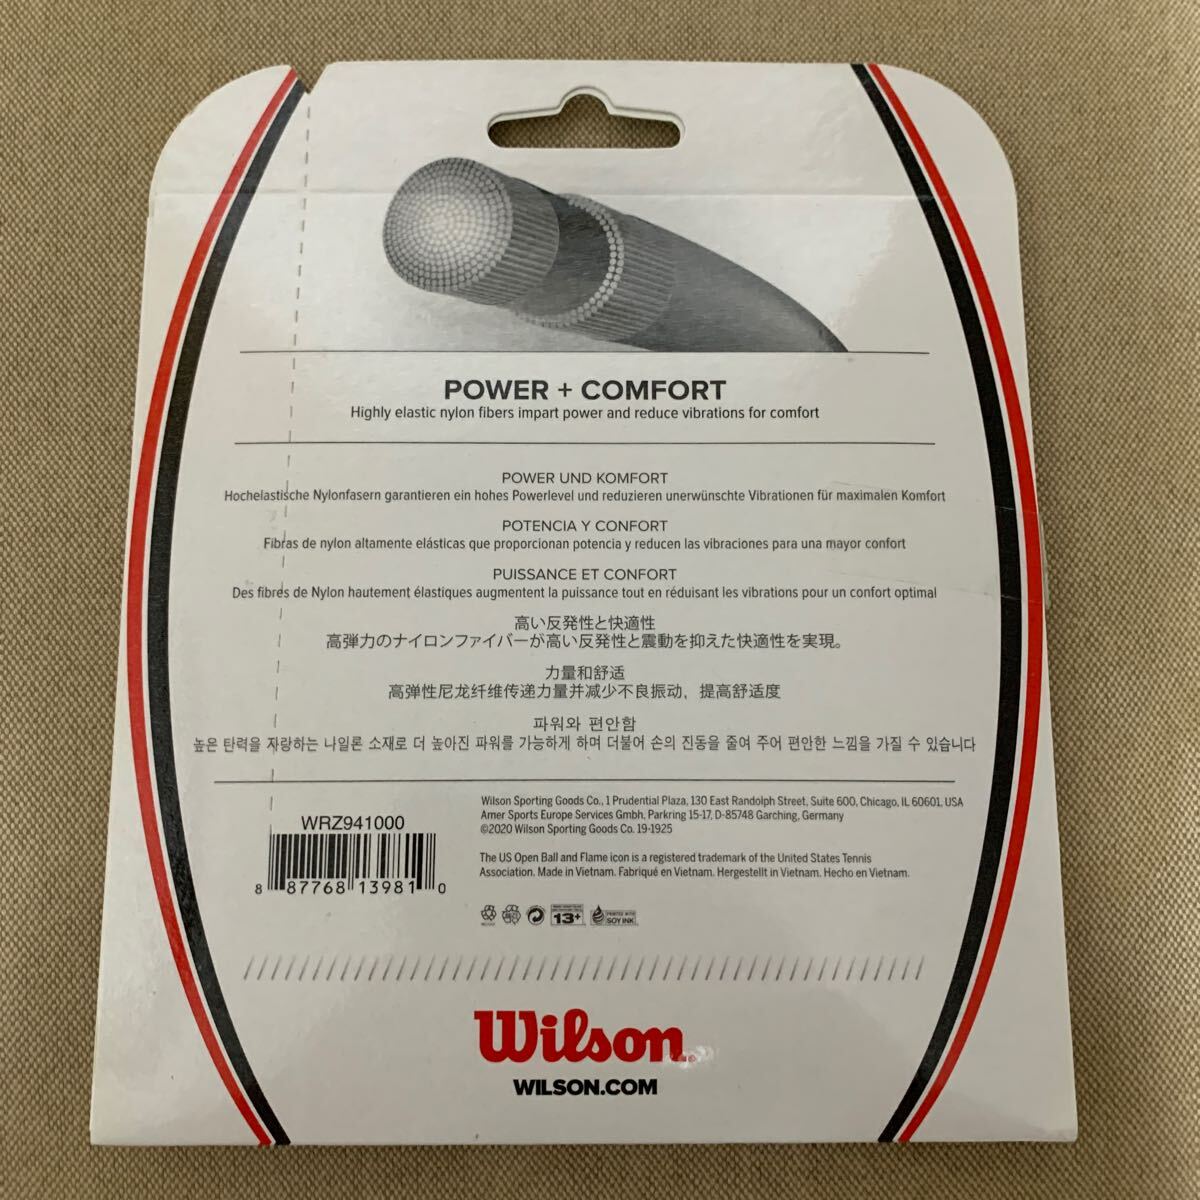 POWER + COMFORT
Highly elastic nylon fibers impart power and reduce vibrations for comfort
POWER UND KOMFORT
Hochelastische Nylonfasern garantieren ein hohes Powerlevel und reduzieren unerwünschte Vibrationen für maximalen Komfort
POTENCIA Y CONFORT
Fibras de nylon altamente elásticas que proporcionan potencia y reducen las vibraciones para una mayor confort
PUISSANCE ET CONFORT
Des fibres de Nylon hautement élastiques augmentent la puissance tout en réduisant les vibrations pour un confort optimal
高い反発性と快適性
高弾力のナイロンファイバーが高い反発性と震動を抑えた快適性を実現。
力量和舒适
高弹性尼龙纤维传递力量并减少不良振动，提高舒适度
파워와 편안함
높은 탄력을 자랑하는 나일론 소재로 더 높아진 파워를 가능하게 하며 더불어 손의 진동을 줄여 주어 편안한 느낌을 가질 수 있습니다
WRZ941000
8 87768 13981 0
Wilson Sporting Goods Co., 1 Prudential Plaza, 130 East Randolph Street, Suite 600, Chicago, IL 60601, USA
Amer Sports Europe Services Gmbh, Parkring 15-17, D-85748 Garching, Germany
©2020 Wilson Sporting Goods Co. 19-1925
The US Open Ball and Flame icon is a registered trademark of the United States Tennis
Association. Made in Vietnam. Fabriqué en Vietnam. Hergestellt in Vietnam. Hecho en Vietnam.
13+
PRINTED WITH
SOY INK
Wilson
WILSON.COM